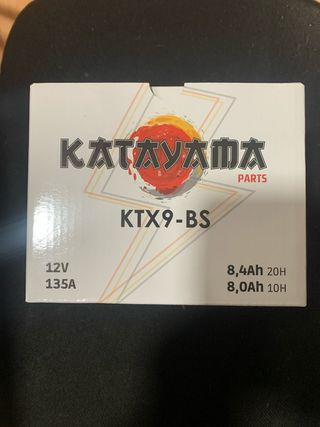 KATAYAMA
PARTS
KTX9-BS
12V
135A
8,4Ah 20H
8,0Ah 10H